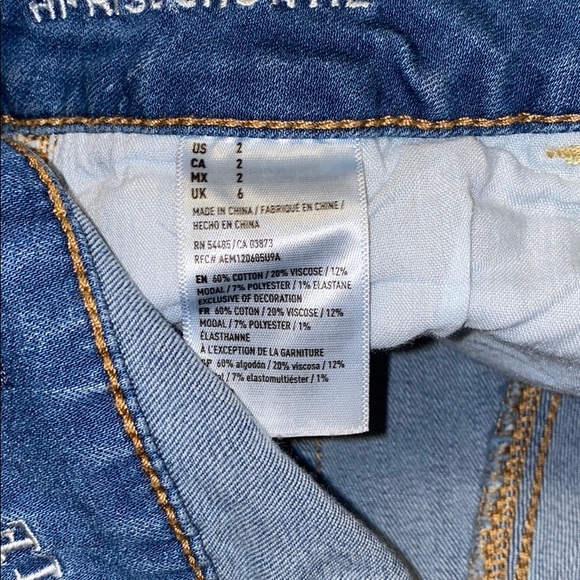 US 2
CA 2
MX 2
UK 6
MADE IN CHINA / FABRIQUÉ EN CHINE /
HECHO EN CHINA
RN 54485 / CA 03873
RFC# AEM120605U9A
EN 60% COTTON / 20% VISCOSE / 12%
MODAL / 7% POLYESTER / 1% ELASTANE
EXCLUSIVE OF DECORATION
FR 60% COTON / 20% VISCOSE / 12%
MODAL / 7% POLYESTER / 1%
ÉLASTHANNE
À L'EXCEPTION DE LA GARNITURE
SP 60% algodón / 20% viscosa / 12%
/ 7% elastomultiéster / 1%